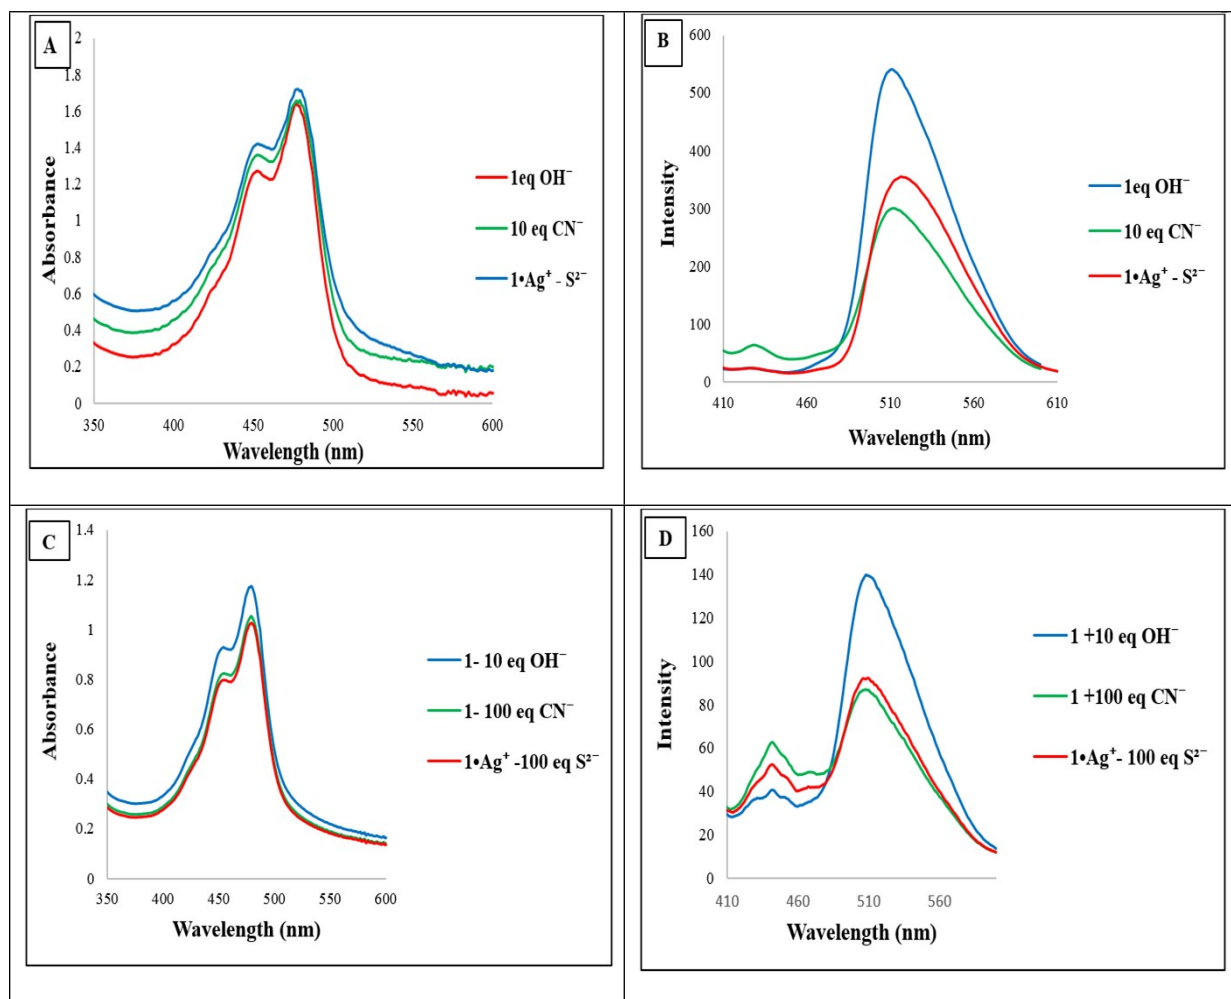 A
Absorbance
2
1.8
1.6
1.4
1.2
1
0.8
0.6
0.4
0.2
0
350 400 450 500 550 600
Wavelength (nm)
1eq OH⁻
10 eq CN⁻
1•Ag⁺ - S²⁻
B
Intensity
600
500
400
300
200
100
0
410 460 510 560 610
Wavelength (nm)
1eq OH⁻
10 eq CN⁻
1•Ag⁺ - S²⁻
C
Absorbance
1.4
1.2
1
0.8
0.6
0.4
0.2
0
350 400 450 500 550 600
Wavelength (nm)
1- 10 eq OH⁻
1- 100 eq CN⁻
1•Ag⁺ -100 eq S²⁻
D
Intensity
160
140
120
100
80
60
40
20
0
410 460 510 560
Wavelength (nm)
1 +10 eq OH⁻
1 +100 eq CN⁻
1•Ag⁺- 100 eq S²⁻